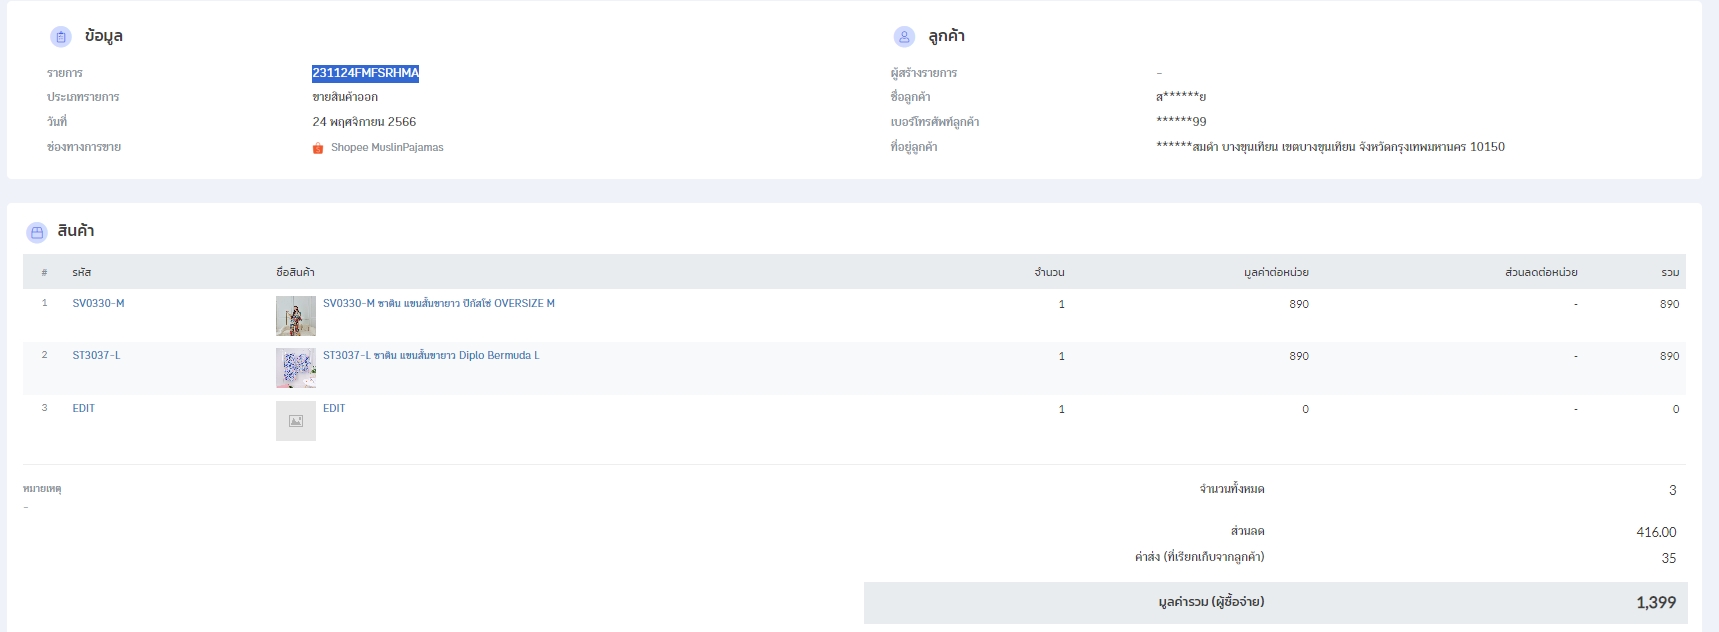 ข้อมูล
รายการ 231124FMFSRHMA
ประเภทรายการ ขายสินค้าออก
วันที่ 24 พฤศจิกายน 2566
ช่องทางการขาย Shopee MuslinPajamas
ลูกค้า
ผู้สร้างรายการ -
ชื่อลูกค้า ส******ย
เบอร์โทรศัพท์ลูกค้า ******99
ที่อยู่ลูกค้า ******สมดำ บางขุนเทียน เขตบางขุนเทียน จังหวัดกรุงเทพมหานคร 10150
สินค้า
# รหัส ชื่อสินค้า จำนวน มูลค่าต่อหน่วย ส่วนลดต่อหน่วย รวม
1 SV0330-M SV0330-M ซาติน แขนสั้นขายาว ปิกัสโซ่ OVERSIZE M 1 890 - 890
2 ST3037-L ST3037-L ซาติน แขนสั้นขายาว Diplo Bermuda L 1 890 - 890
3 EDIT EDIT 1 0 - 0
หมายเหตุ
-
จำนวนทั้งหมด 3
ส่วนลด 416.00
ค่าส่ง (ที่เรียกเก็บจากลูกค้า) 35
มูลค่ารวม (ผู้ซื้อจ่าย) 1,399